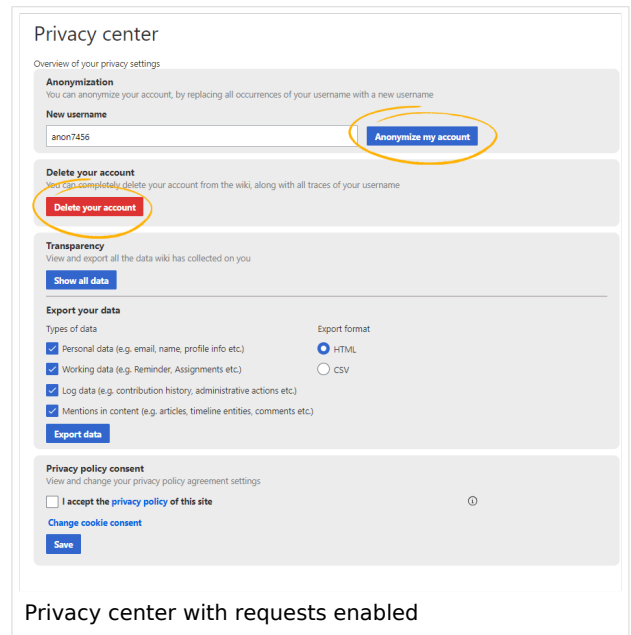 Privacy center
Overview of your privacy settings
Anonymization
You can anonymize your account, by replacing all occurrences of your username with a new username
New username
anon7456
Anonymize my account
Delete your account
You can completely delete your account from the wiki, along with all traces of your username
Delete your account
Transparency
View and export all the data wiki has collected on you
Show all data
Export your data
Types of data Export format
Personal data (e.g. email, name, profile info etc.) HTML
Working data (e.g. Reminder, Assignments etc.) CSV
Log data (e.g. contribution history, administrative actions etc.)
Mentions in content (e.g. articles, timeline entities, comments etc.)
Export data
Privacy policy consent
View and change your privacy policy agreement settings
I accept the privacy policy of this site
Change cookie consent
Save
Privacy center with requests enabled